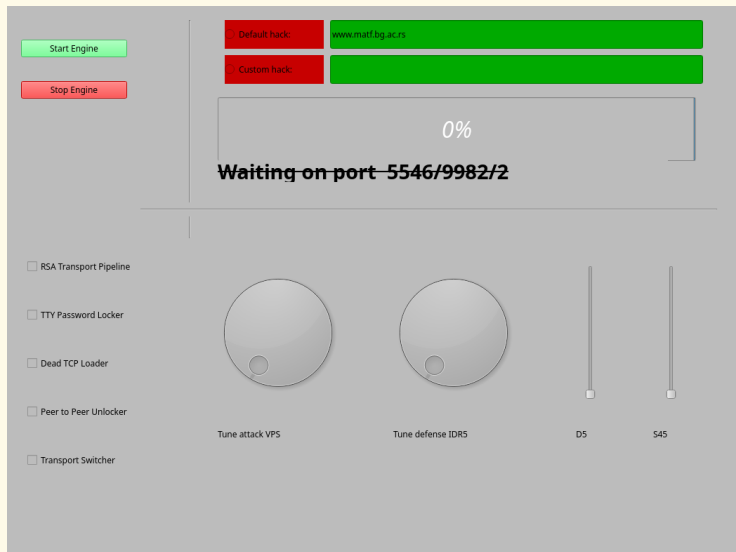 Start Engine
Stop Engine
Default hack:
www.matf.bg.ac.rs
Custom hack:
0%
Waiting on port 5546/9982/2
RSA Transport Pipeline
TTY Password Locker
Dead TCP Loader
Peer to Peer Unlocker
Transport Switcher
Tune attack VPS
Tune defense IDR5
D5
S45